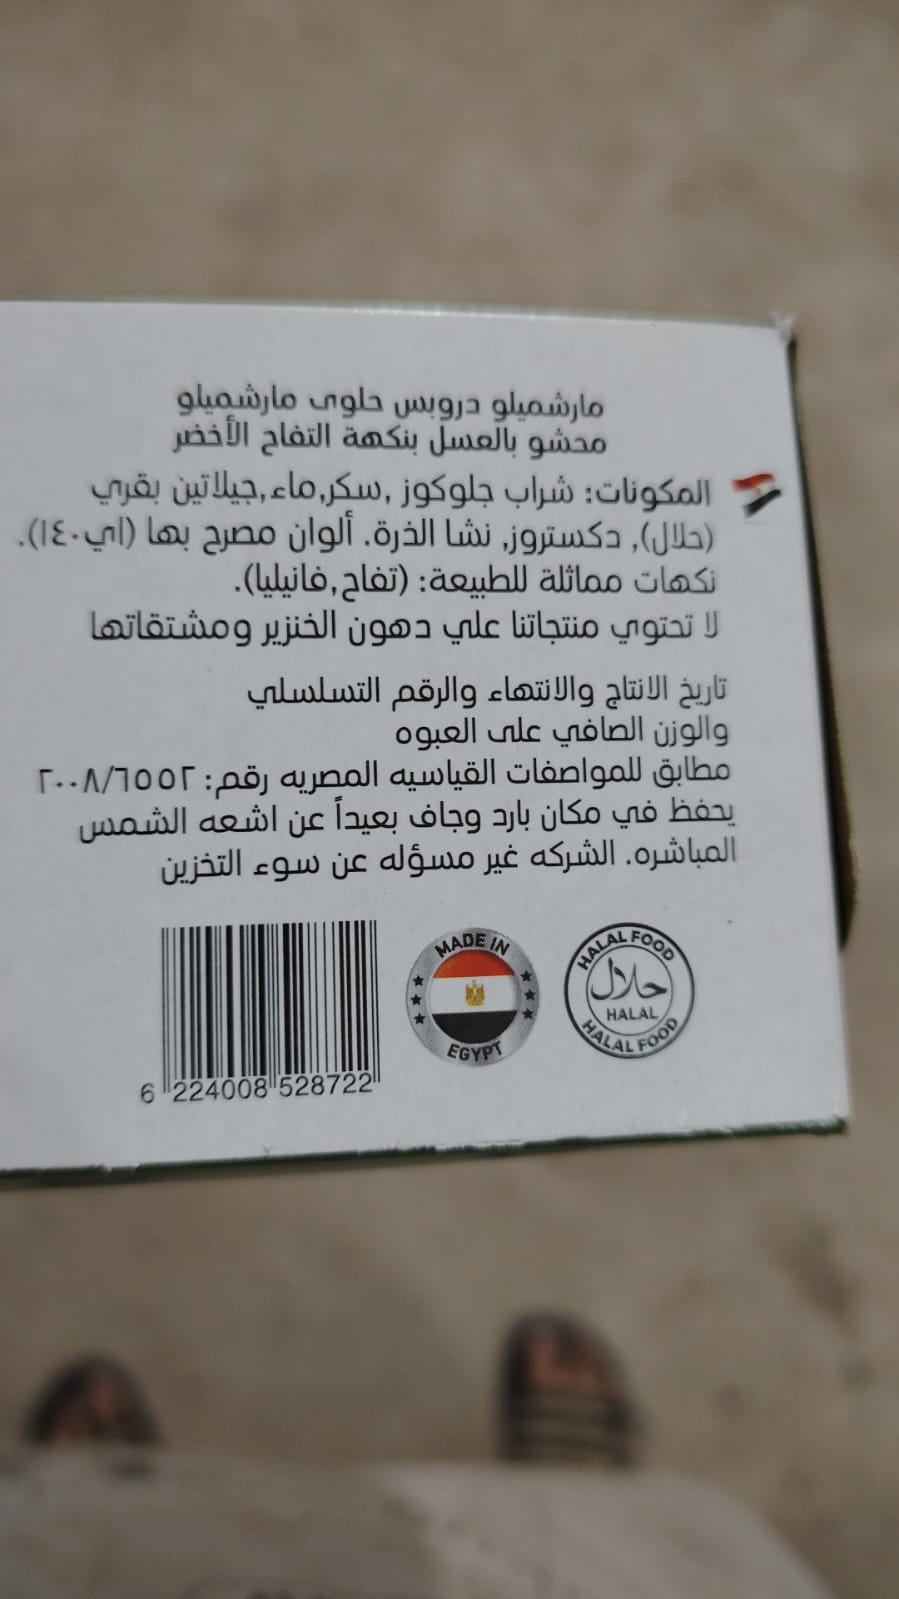 مارشميلو دروبس حلوى مارشميلو
محشو بالعسل بنكهة التفاح الأخضر
المكونات: شراب جلوكوز ,سكر,ماء,جيلاتين بقري
(حلال), دكستروز, نشا الذرة. ألوان مصرح بها (اي١٤٠).
نكهات مماثلة للطبيعة: (تفاح,فانيليا).
لا تحتوي منتجاتنا علي دهون الخنزير ومشتقاتها
تاريخ الانتاج والانتهاء والرقم التسلسلي
والوزن الصافي على العبوه
مطابق للمواصفات القياسيه المصريه رقم: ٢٠٠٨/٦٥٥٢
يحفظ في مكان بارد وجاف بعيداً عن اشعه الشمس
المباشره. الشركه غير مسؤله عن سوء التخزين
6 224008 528722
MADE IN
EGYPT
HALAL FOOD
حلال
HALAL
HALAL FOOD